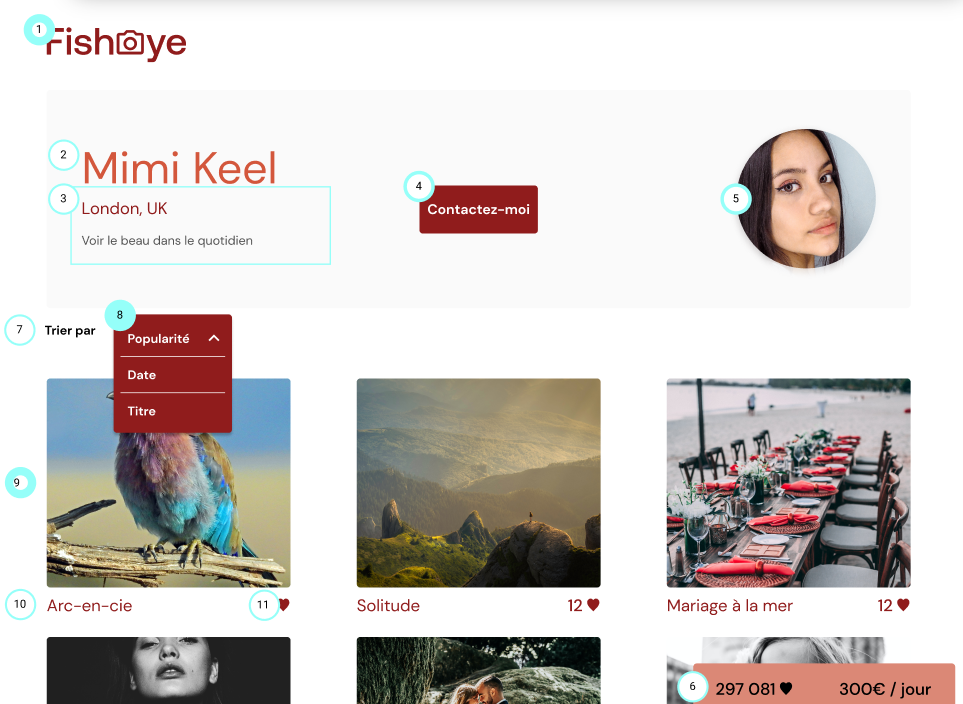 1
Fisheye
2
Mimi Keel
3
London, UK
Voir le beau dans le quotidien
4
Contactez-moi
5
7
Trier par
8
Popularité
Date
Titre
9
10
Arc-en-cie
11
Solitude
12
Mariage à la mer
12
6
297 081
300€ / jour